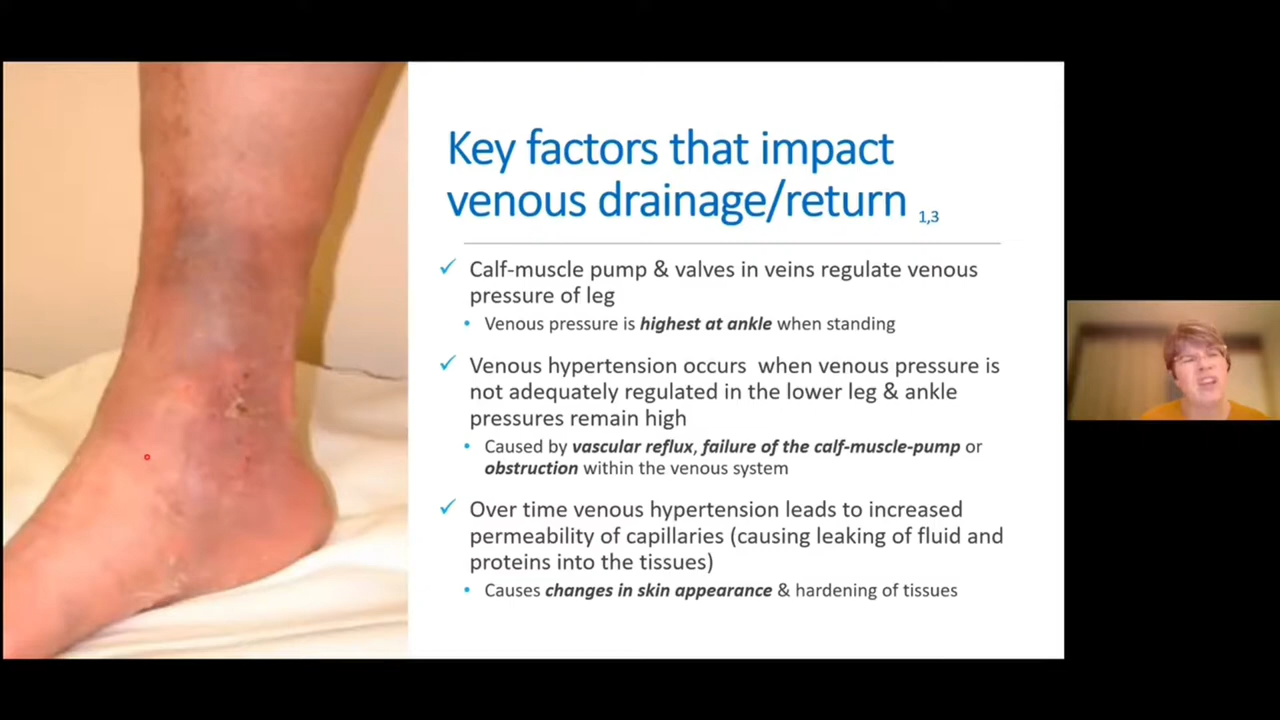 Key factors that impact
venous drainage/return 1,3
✓ Calf-muscle pump & valves in veins regulate venous
pressure of leg
• Venous pressure is highest at ankle when standing
✓ Venous hypertension occurs when venous pressure is
not adequately regulated in the lower leg & ankle
pressures remain high
• Caused by vascular reflux, failure of the calf-muscle-pump or
obstruction within the venous system
✓ Over time venous hypertension leads to increased
permeability of capillaries (causing leaking of fluid and
proteins into the tissues)
• Causes changes in skin appearance & hardening of tissues